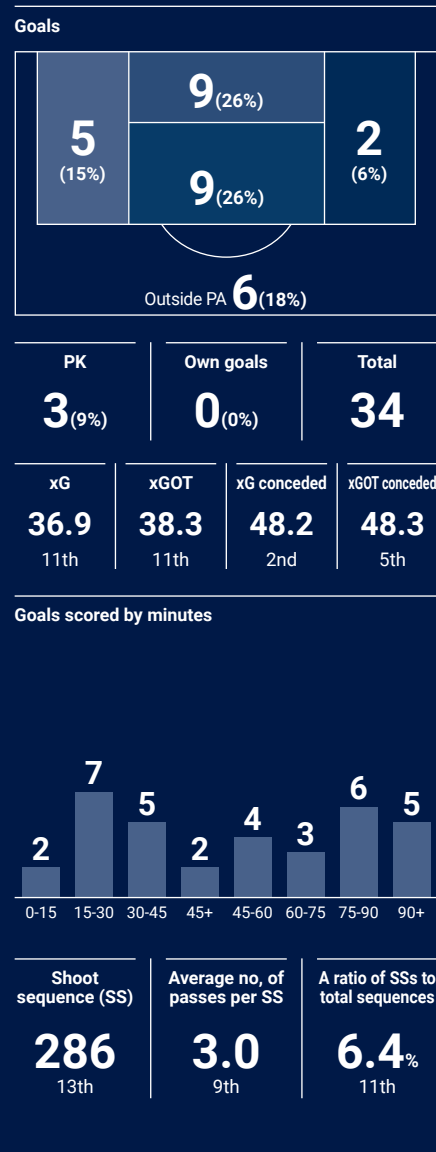 Goals
9(26%)
5
(15%)
2
(6%)
9(26%)
Outside PA 6(18%)
PK
3(9%)
Own goals
0(0%)
Total
34
xG
36.9
11th
xGOT
38.3
11th
xG conceded
48.2
2nd
xGOT conceded
48.3
5th
Goals scored by minutes
2
7
5
2
4
3
6
5
0-15 15-30 30-45 45+ 45-60 60-75 75-90 90+
Shoot
sequence (SS)
286
13th
Average no, of
passes per SS
3.0
9th
A ratio of SSs to
total sequences
6.4%
11th